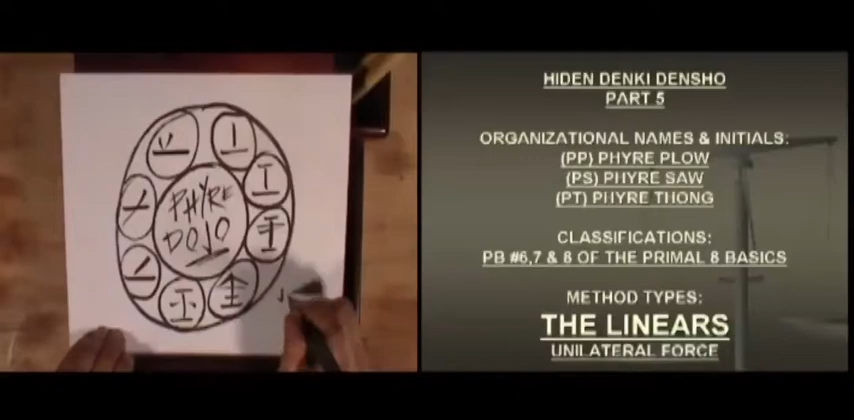 PHYRE
DOJO
HIDEN DENKI DENSHO
PART 5
ORGANIZATIONAL NAMES & INITIALS:
(PP) PHYRE PLOW
(PS) PHYRE SAW
(PT) PHYRE THONG
CLASSIFICATIONS:
PB #6,7 & 8 OF THE PRIMAL 8 BASICS
METHOD TYPES:
THE LINEARS
UNILATERAL FORCE